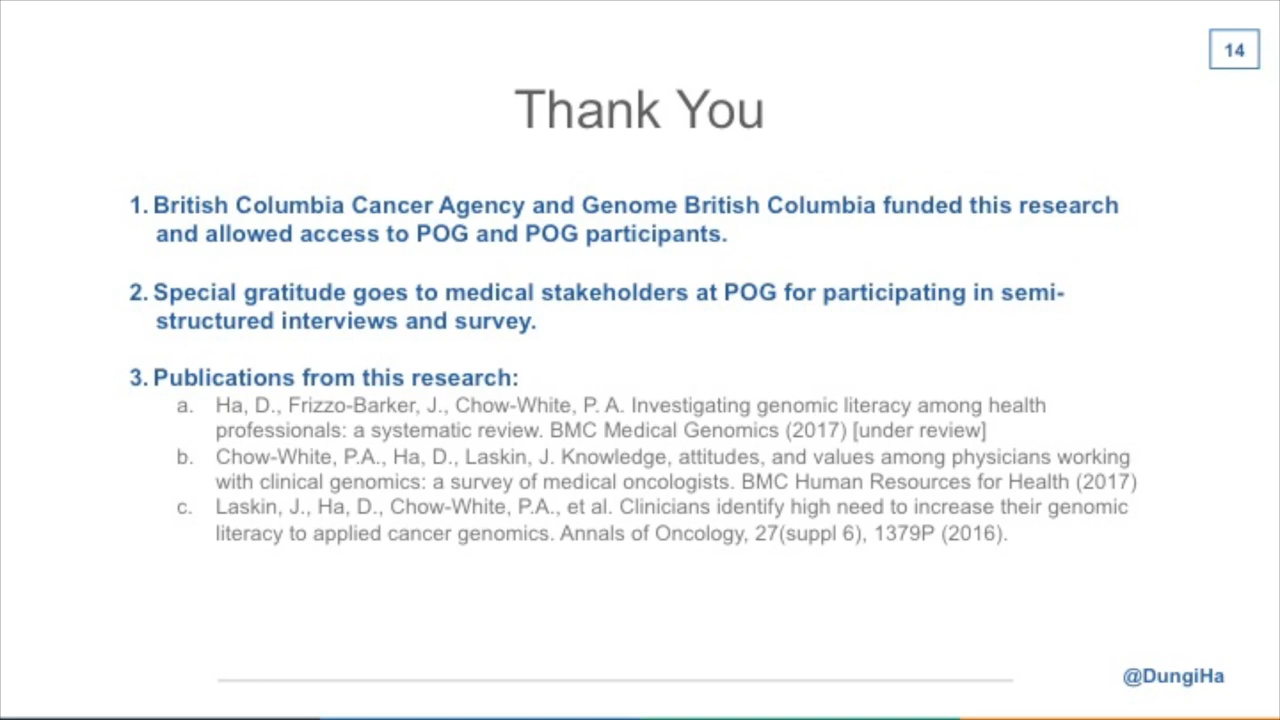 14
Thank You
1. British Columbia Cancer Agency and Genome British Columbia funded this research
and allowed access to POG and POG participants.
2. Special gratitude goes to medical stakeholders at POG for participating in semi-
structured interviews and survey.
3. Publications from this research:
a. Ha, D., Frizzo-Barker, J., Chow-White, P. A. Investigating genomic literacy among health
professionals: a systematic review. BMC Medical Genomics (2017) [under review]
b. Chow-White, P.A., Ha, D., Laskin, J. Knowledge, attitudes, and values among physicians working
with clinical genomics: a survey of medical oncologists. BMC Human Resources for Health (2017)
c. Laskin, J., Ha, D., Chow-White, P.A., et al. Clinicians identify high need to increase their genomic
literacy to applied cancer genomics. Annals of Oncology, 27(suppl 6), 1379P (2016).
@DungiHa